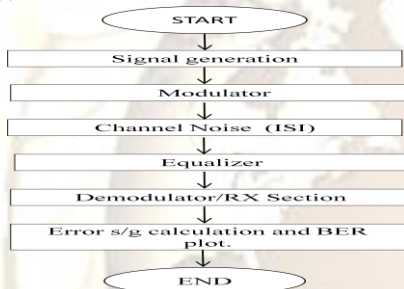 START
Signal generation
Modulator
Channel Noise (ISI)
Equalizer
Demodulator/RX Section
Error s/g calculation and BER
plot.
END